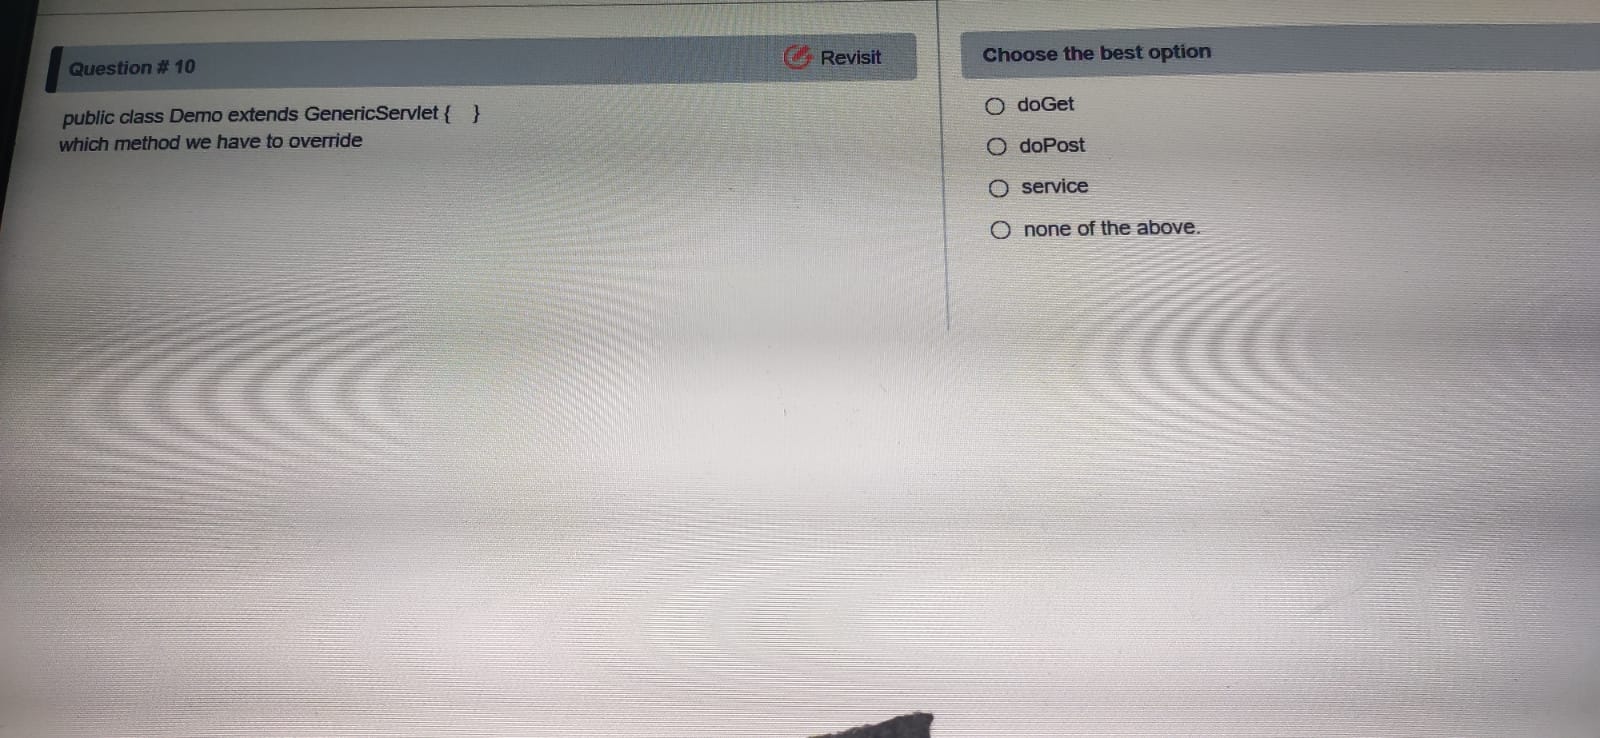 Question # 10
Revisit
public class Demo extends GenericServlet { }
which method we have to override
Choose the best option
doGet
doPost
service
none of the above.